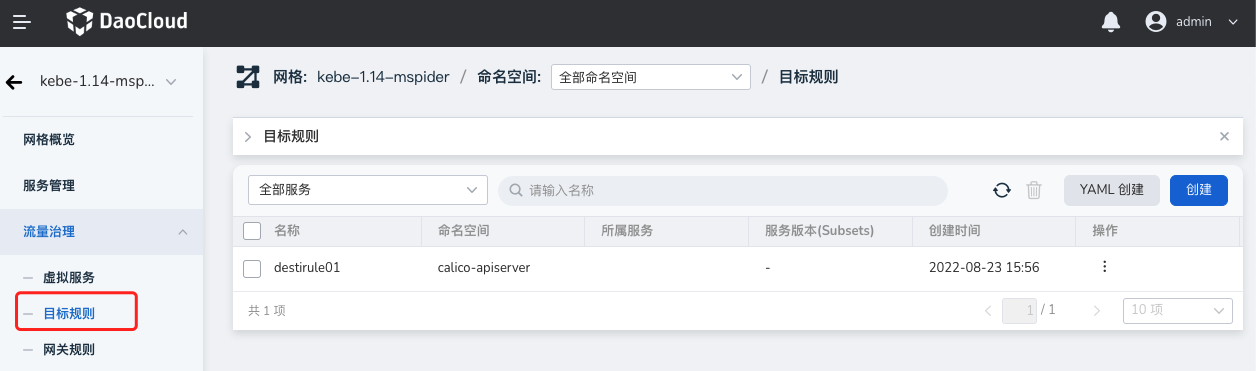 DaoCloud
admin
kebe-1.14-msp...
网格: kebe-1.14-mspider / 命名空间: 全部命名空间 / 目标规则
网格概览
服务管理
流量治理
虚拟服务
目标规则
网关规则
目标规则
全部服务
请输入名称
YAML 创建
创建
名称 命名空间 所属服务 服务版本(Subsets) 创建时间 操作
destirule01 calico-apiserver - 2022-08-23 15:56
共 1 项
1 / 1
10 项